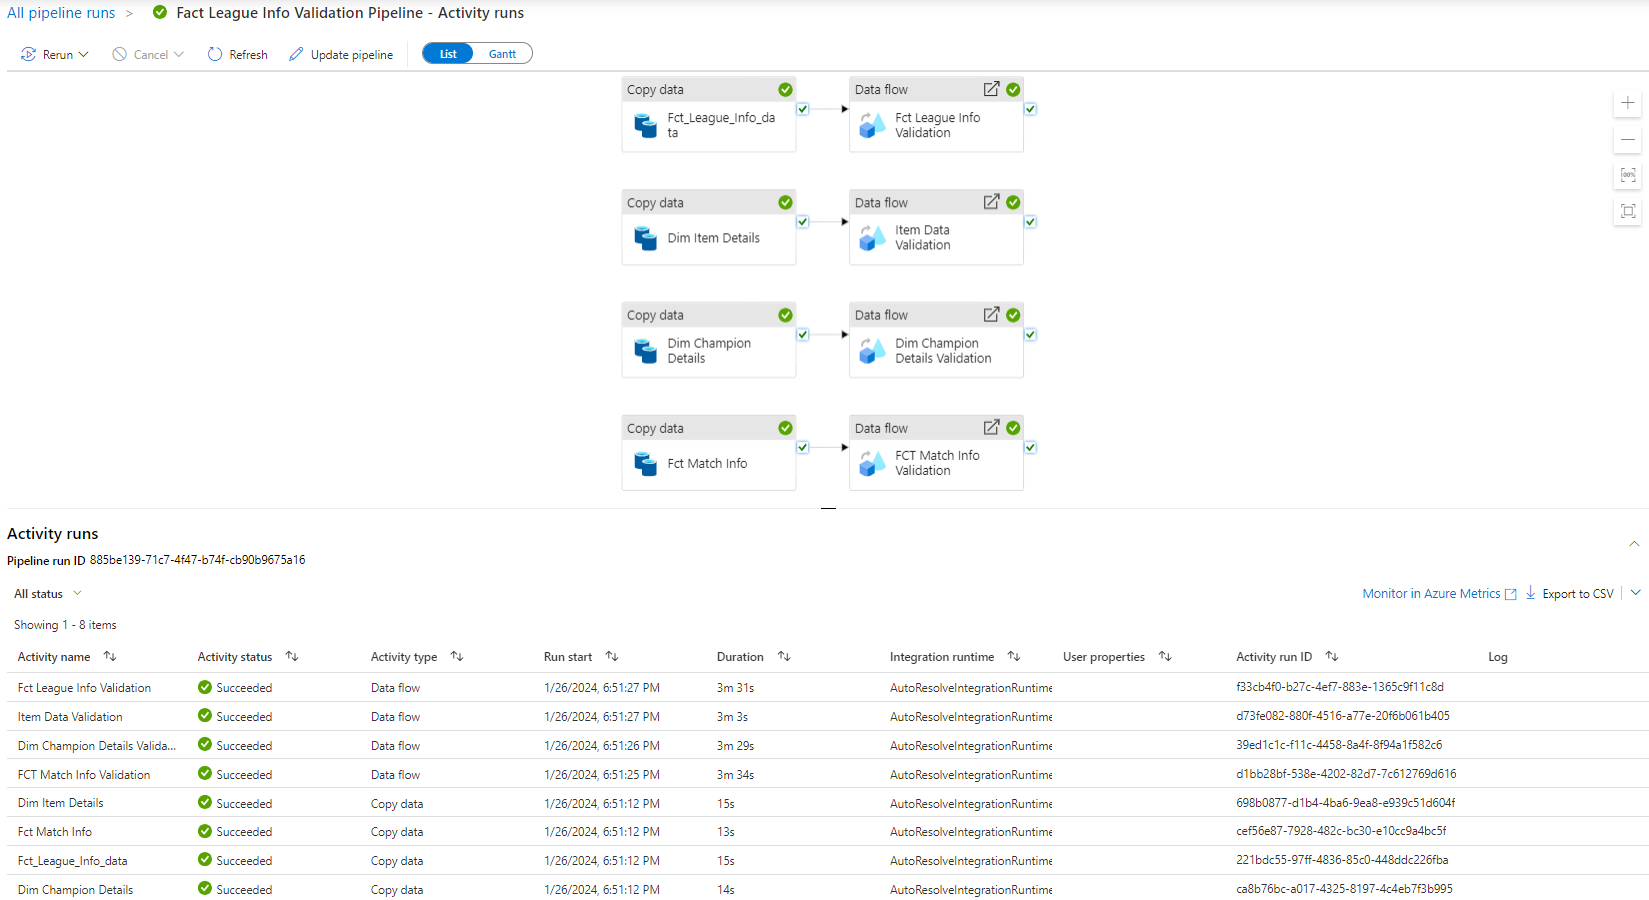 All pipeline runs > Fact League Info Validation Pipeline - Activity runs
Rerun Cancel Refresh Update pipeline List Gantt
Copy data
Fct_League_Info_da
ta
Data flow
Fct League Info
Validation
Copy data
Dim Item Details
Data flow
Item Data
Validation
Copy data
Dim Champion
Details
Data flow
Dim Champion
Details Validation
Copy data
Fct Match Info
Data flow
FCT Match Info
Validation
Activity runs
Pipeline run ID 885be139-71c7-4f47-b74f-cb90b9675a16
All status Monitor in Azure Metrics Export to CSV
Showing 1 - 8 items
Activity name Activity status Activity type Run start Duration Integration runtime User properties Activity run ID Log
Fct League Info Validation Succeeded Data flow 1/26/2024, 6:51:27 PM 3m 31s AutoResolveIntegrationRuntime f33cb4f0-b27c-4ef7-883e-1365c9f11c8d
Item Data Validation Succeeded Data flow 1/26/2024, 6:51:27 PM 3m 3s AutoResolveIntegrationRuntime d73fe082-880f-4516-a77e-20f6b061b405
Dim Champion Details Valida... Succeeded Data flow 1/26/2024, 6:51:26 PM 3m 29s AutoResolveIntegrationRuntime 39ed1c1c-f11c-4458-8a4f-8f94a1f582c6
FCT Match Info Validation Succeeded Data flow 1/26/2024, 6:51:25 PM 3m 34s AutoResolveIntegrationRuntime d1bb28bf-538e-4202-82d7-7c612769d616
Dim Item Details Succeeded Copy data 1/26/2024, 6:51:12 PM 15s AutoResolveIntegrationRuntime 698b0877-d1b4-4ba6-9ea8-e939c51d604f
Fct Match Info Succeeded Copy data 1/26/2024, 6:51:12 PM 13s AutoResolveIntegrationRuntime cef56e87-7928-482c-bc30-e10cc9a4bc5f
Fct_League_Info_data Succeeded Copy data 1/26/2024, 6:51:12 PM 15s AutoResolveIntegrationRuntime 221bdc55-97ff-4836-85c0-448ddc226fba
Dim Champion Details Succeeded Copy data 1/26/2024, 6:51:12 PM 14s AutoResolveIntegrationRuntime ca8b76bc-a017-4325-8197-4c4eb7f3b995